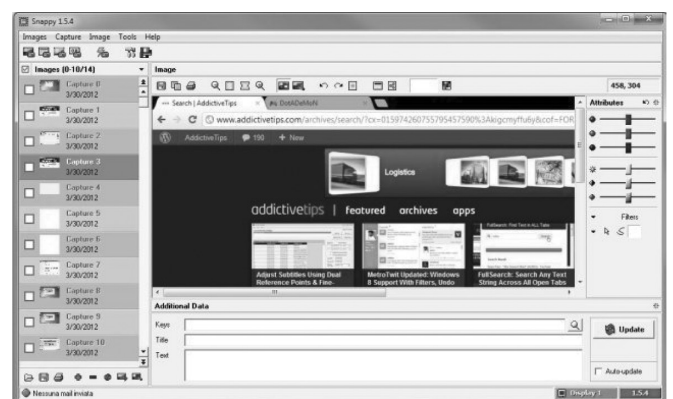 Snappy 1.5.4
Images Capture Image Tools Help
Images (0-10/14)
Image
Capture 0
3/30/2012
Capture 1
3/30/2012
Capture 2
3/30/2012
Capture 3
3/30/2012
Capture 4
3/30/2012
Capture 5
3/30/2012
Capture 6
3/30/2012
Capture 7
3/30/2012
Capture 8
3/30/2012
Capture 9
3/30/2012
Capture 10
3/30/2012
458, 304
Search | AddictiveTips
DotADeMoN
www.addictivetips.com/archives/search/?cx=015974260755795457590%3Akigcmyffu6y&cof=FOR
AddictiveTips 190 + New
Logistics
addictivetips | featured archives apps
Adjust Subtitles Using Dual
Reference Points & Fine-
MetroTwit Updated: Windows
8 Support With Filters, Undo
FullSearch: Search Any Text
String Across All Open Tabs
Attributes
Filters
Additional Data
Keys
Title
Text
Update
Auto-update
Nessuna mail inviata
Display 1
1.5.4